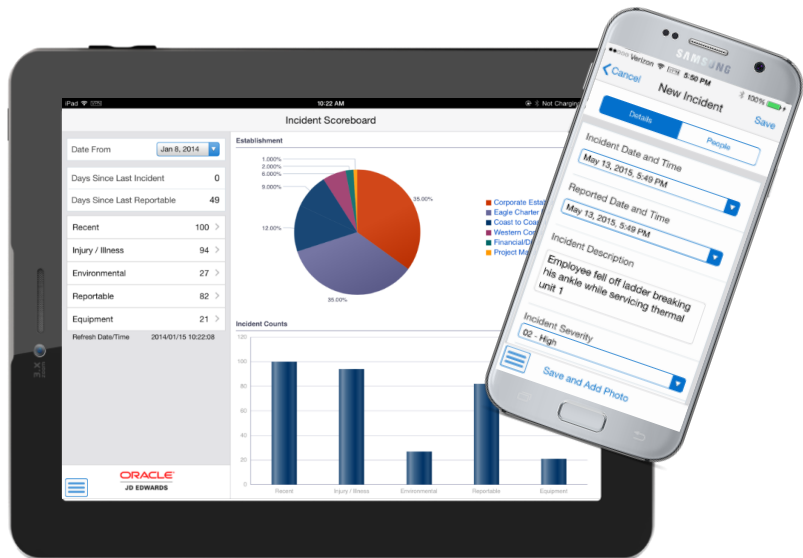 iPad
10:22 AM
Not Charging
Incident Scoreboard
Date From
Jan 8, 2014
Days Since Last Incident 0
Days Since Last Reportable 49
Recent 100
Injury / Illness 94
Environmental 27
Reportable 82
Equipment 21
Refresh Date/Time 2014/01/15 10:22:08
ORACLE
JD EDWARDS
Establishment
1.000%
2.000%
6.000%
9.000%
12.00%
35.00%
35.00%
Corporate Estab
Eagle Charter
Coast to Coas
Western Con
Financial/D
Project Ma
Incident Counts
120
100
80
60
40
20
0
Recent Injury / Illness Environmental Reportable Equipment
SAMSUNG
Verizon 5:50 PM 100%
Cancel New Incident Save
Details People
Incident Date and Time
May 13, 2015, 5:49 PM
Reported Date and Time
May 13, 2015, 5:49 PM
Incident Description
Employee fell off ladder breaking
his ankle while servicing thermal
unit 1
Incident Severity
02 - High
Save and Add Photo